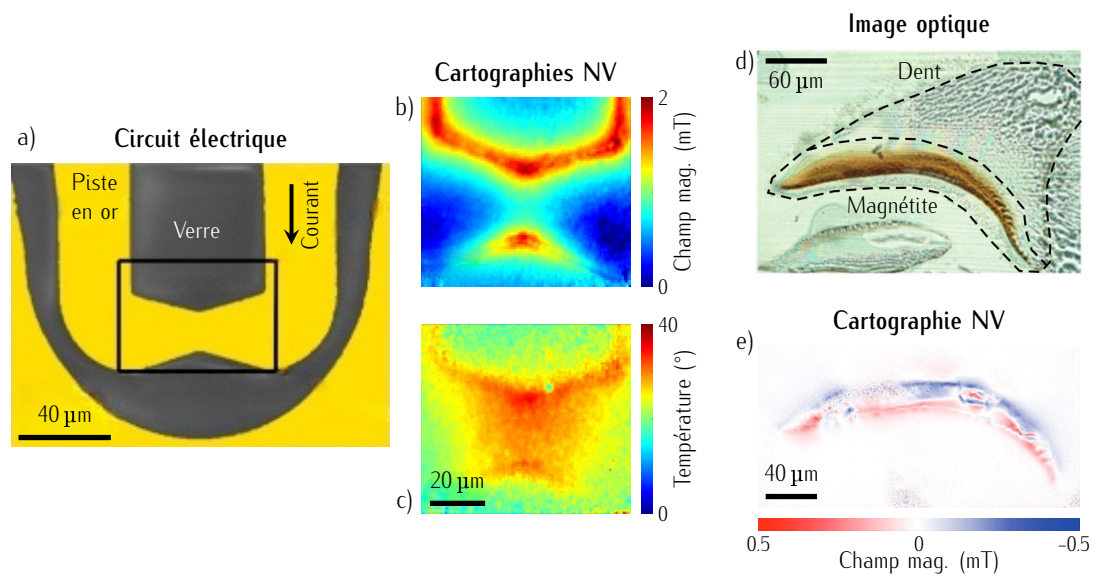 a)
Circuit électrique
Piste
en or
Verre
Courant
40 µm
Cartographies NV
b)
2
Champ mag. (mT)
0
40
Température (°)
0
20 µm
c)
Image optique
d)
60 µm
Dent
Magnétite
Cartographie NV
e)
40 µm
0.5
0
−0.5
Champ mag. (mT)